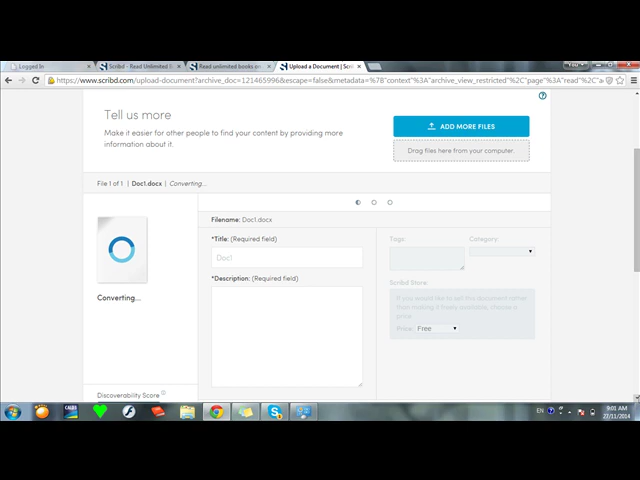 Logged In
Scribd - Read Unlimited B
Read unlimited books on
Upload a Document | Scri
https://www.scribd.com/upload-document?archive_doc=121465996&escape=false&metadata=%7B"context"%3A"archive_view_restricted"%2C"page"%3A"read"%2C"a
Tell us more
Make it easier for other people to find your content by providing more
information about it.
ADD MORE FILES
Drag files here from your computer.
File 1 of 1 | Doc1.docx | Converting...
Filename: Doc1.docx
*Title: (Required field)
Doc1
*Description: (Required field)
Tags:
Category:
Scribd Store:
If you would like to sell this document rather
than making it freely available, choose a
price
Price: Free
Converting...
Discoverability Score
EN
9:01 AM
27/11/2014